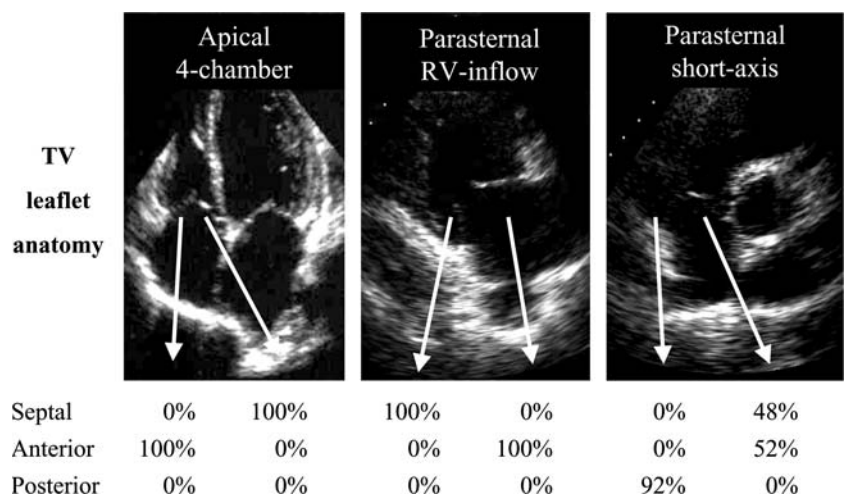 Apical
4-chamber
Parasternal
RV-inflow
Parasternal
short-axis
TV
leaflet
anatomy
Septal 0% 100% 100% 0% 0% 48%
Anterior 100% 0% 0% 100% 0% 52%
Posterior 0% 0% 0% 0% 92% 0%